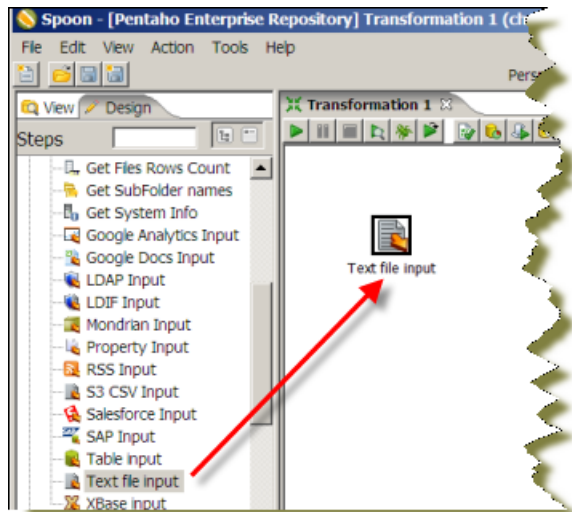 Spoon - [Pentaho Enterprise Repository] Transformation 1 (ch
File Edit View Action Tools Help
Pers
View Design
Transformation 1
Steps
Get Files Rows Count
Get SubFolder names
Get System Info
Google Analytics Input
Google Docs Input
LDAP Input
LDIF Input
Mondrian Input
Property Input
RSS Input
S3 CSV Input
Salesforce Input
SAP Input
Table input
Text file input
XBase input
Text file input